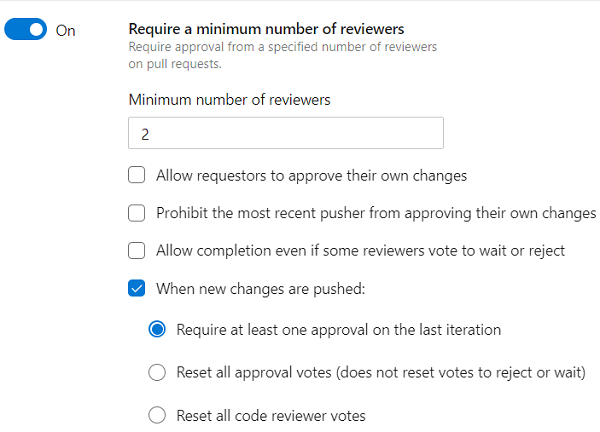 On
Require a minimum number of reviewers
Require approval from a specified number of reviewers
on pull requests.
Minimum number of reviewers
2
Allow requestors to approve their own changes
Prohibit the most recent pusher from approving their own changes
Allow completion even if some reviewers vote to wait or reject
When new changes are pushed:
Require at least one approval on the last iteration
Reset all approval votes (does not reset votes to reject or wait)
Reset all code reviewer votes